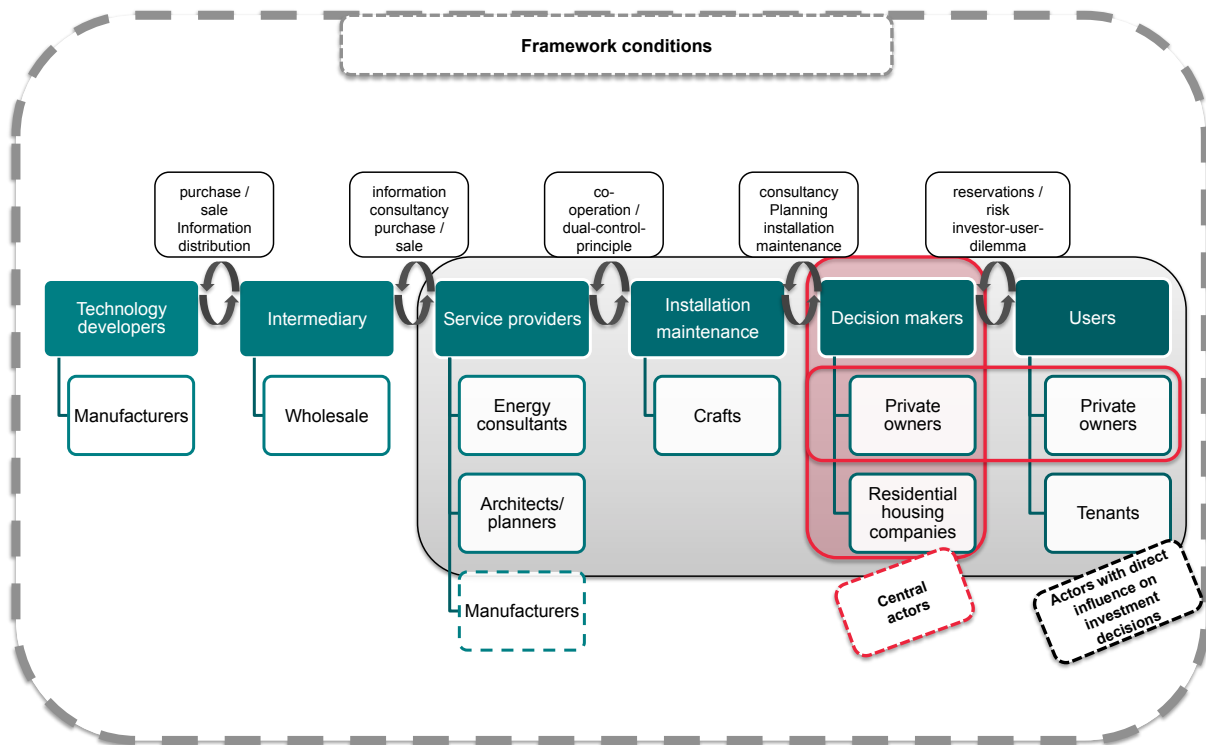 Framework conditions
purchase /
sale
Information
distribution
information
consultancy
purchase /
sale
co-
operation /
dual-control-
principle
consultancy
Planning
installation
maintenance
reservations /
risk
investor-user-
dilemma
Technology
developers
Intermediary
Service providers
Installation
maintenance
Decision makers
Users
Manufacturers
Wholesale
Energy
consultants
Crafts
Private
owners
Private
owners
Architects/
planners
Residential
housing
companies
Tenants
Manufacturers
Central
actors
Actors with direct
influence on
investment
decisions